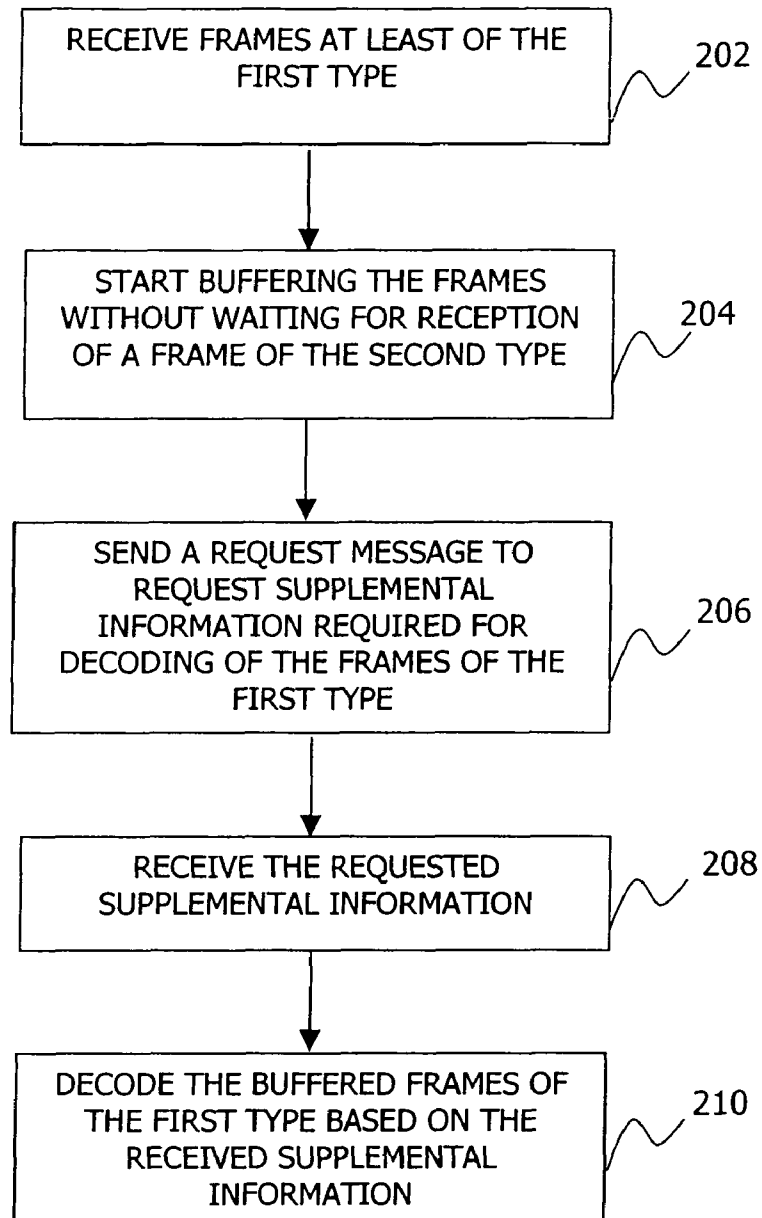 RECEIVE FRAMES AT LEAST OF THE
FIRST TYPE
202
START BUFFERING THE FRAMES
WITHOUT WAITING FOR RECEPTION
OF A FRAME OF THE SECOND TYPE
204
SEND A REQUEST MESSAGE TO
REQUEST SUPPLEMENTAL
INFORMATION REQUIRED FOR
DECODING OF THE FRAMES OF THE
FIRST TYPE
206
RECEIVE THE REQUESTED
SUPPLEMENTAL INFORMATION
208
DECODE THE BUFFERED FRAMES OF
THE FIRST TYPE BASED ON THE
RECEIVED SUPPLEMENTAL
INFORMATION
210